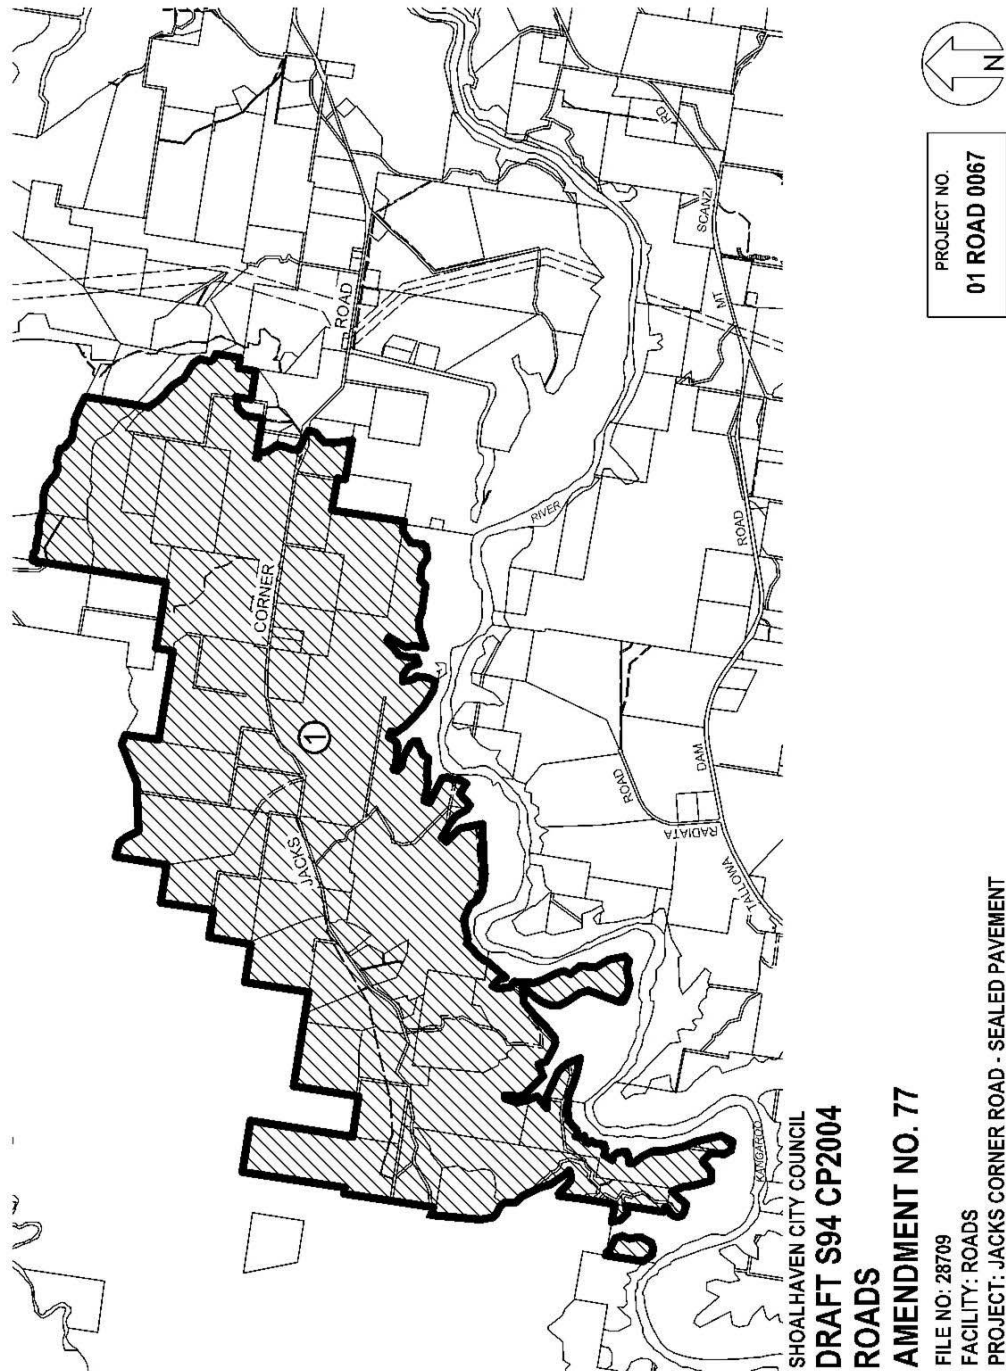 CORNER
ROAD
JACKS
1
RIVER
KANGAROO
ROAD
RADIATA
TALLOWA
DAM
ROAD
MT
SCANZI
RD
SHOALHAVEN CITY COUNCIL
DRAFT S94 CP2004
ROADS
AMENDMENT NO. 77
FILE NO: 28709
FACILITY: ROADS
PROJECT: JACKS CORNER ROAD - SEALED PAVEMENT
PROJECT NO.
01 ROAD 0067
N